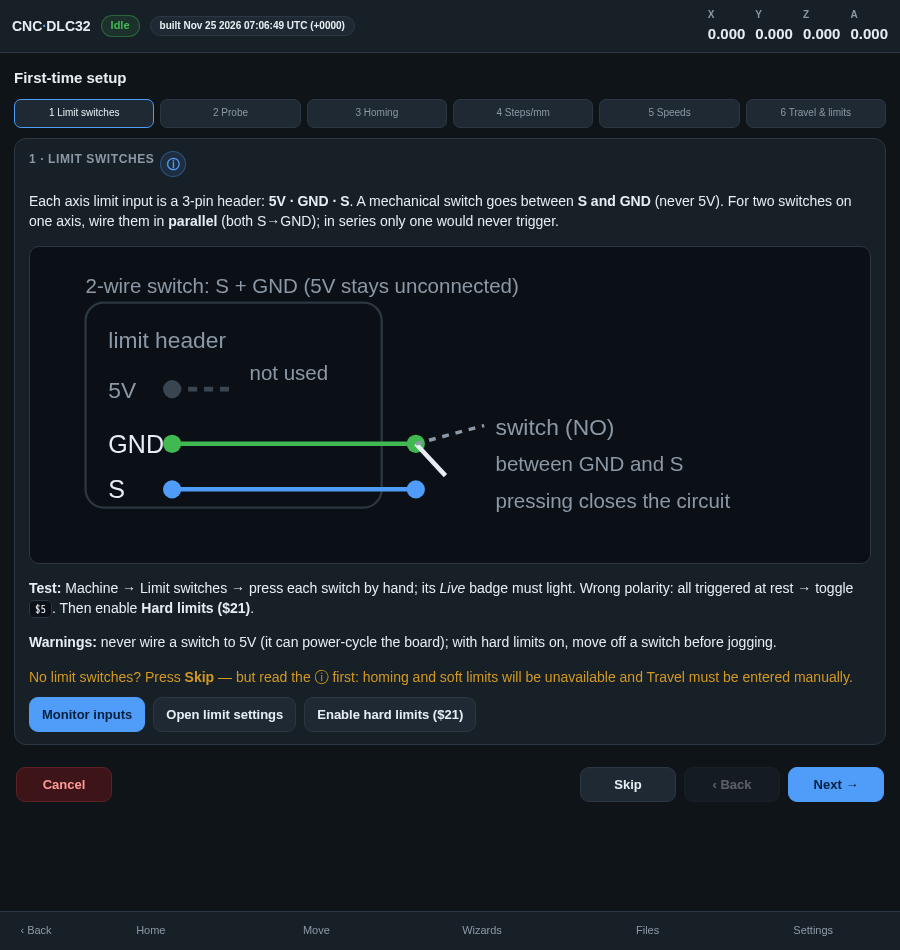 CNC·DLC32
Idle
built Nov 25 2026 07:06:49 UTC (+0000)
X Y Z A
0.000 0.000 0.000 0.000
First-time setup
1 Limit switches
2 Probe
3 Homing
4 Steps/mm
5 Speeds
6 Travel & limits
1 · LIMIT SWITCHES ⓘ
Each axis limit input is a 3-pin header: 5V · GND · S. A mechanical switch goes between S and GND (never 5V). For two switches on
one axis, wire them in parallel (both S→GND); in series only one would never trigger.
2-wire switch: S + GND (5V stays unconnected)
limit header
not used
5V
GND
S
switch (NO)
between GND and S
pressing closes the circuit
Test: Machine → Limit switches → press each switch by hand; its Live badge must light. Wrong polarity: all triggered at rest → toggle
$5. Then enable Hard limits ($21).
Warnings: never wire a switch to 5V (it can power-cycle the board); with hard limits on, move off a switch before jogging.
No limit switches? Press Skip — but read the ⓘ first: homing and soft limits will be unavailable and Travel must be entered manually.
Monitor inputs
Open limit settings
Enable hard limits ($21)
Cancel
Skip
‹ Back
Next →
‹ Back
Home
Move
Wizards
Files
Settings